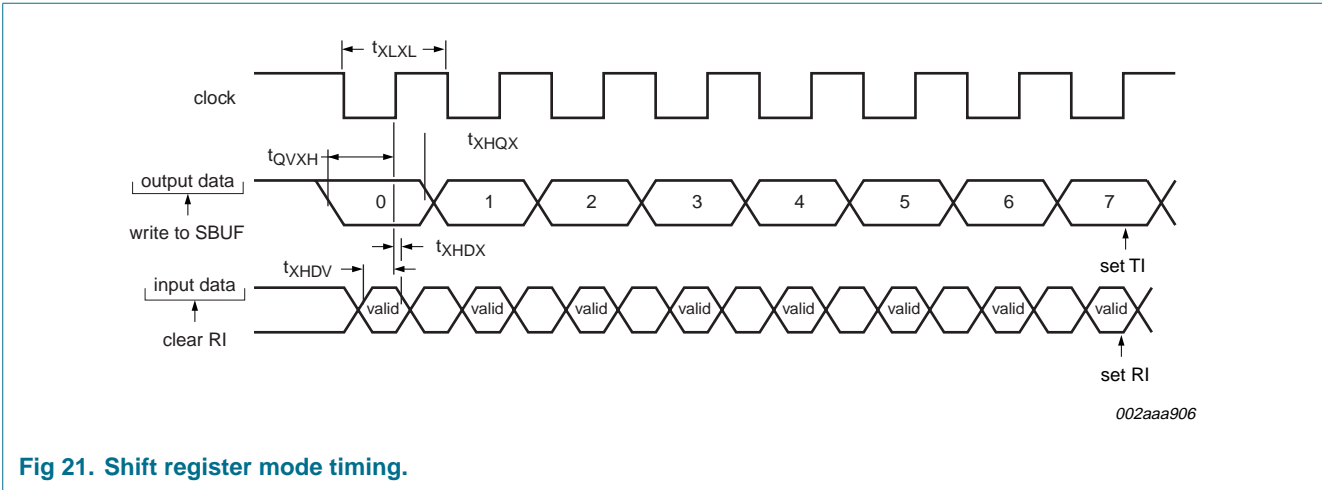 tXLXL
clock
tXHQX
tQVXH
output data
0 1 2 3 4 5 6 7
write to SBUF
tXHDX
set TI
tXHDV
input data
valid valid valid valid valid valid valid valid
clear RI
set RI
002aaa906
Fig 21. Shift register mode timing.